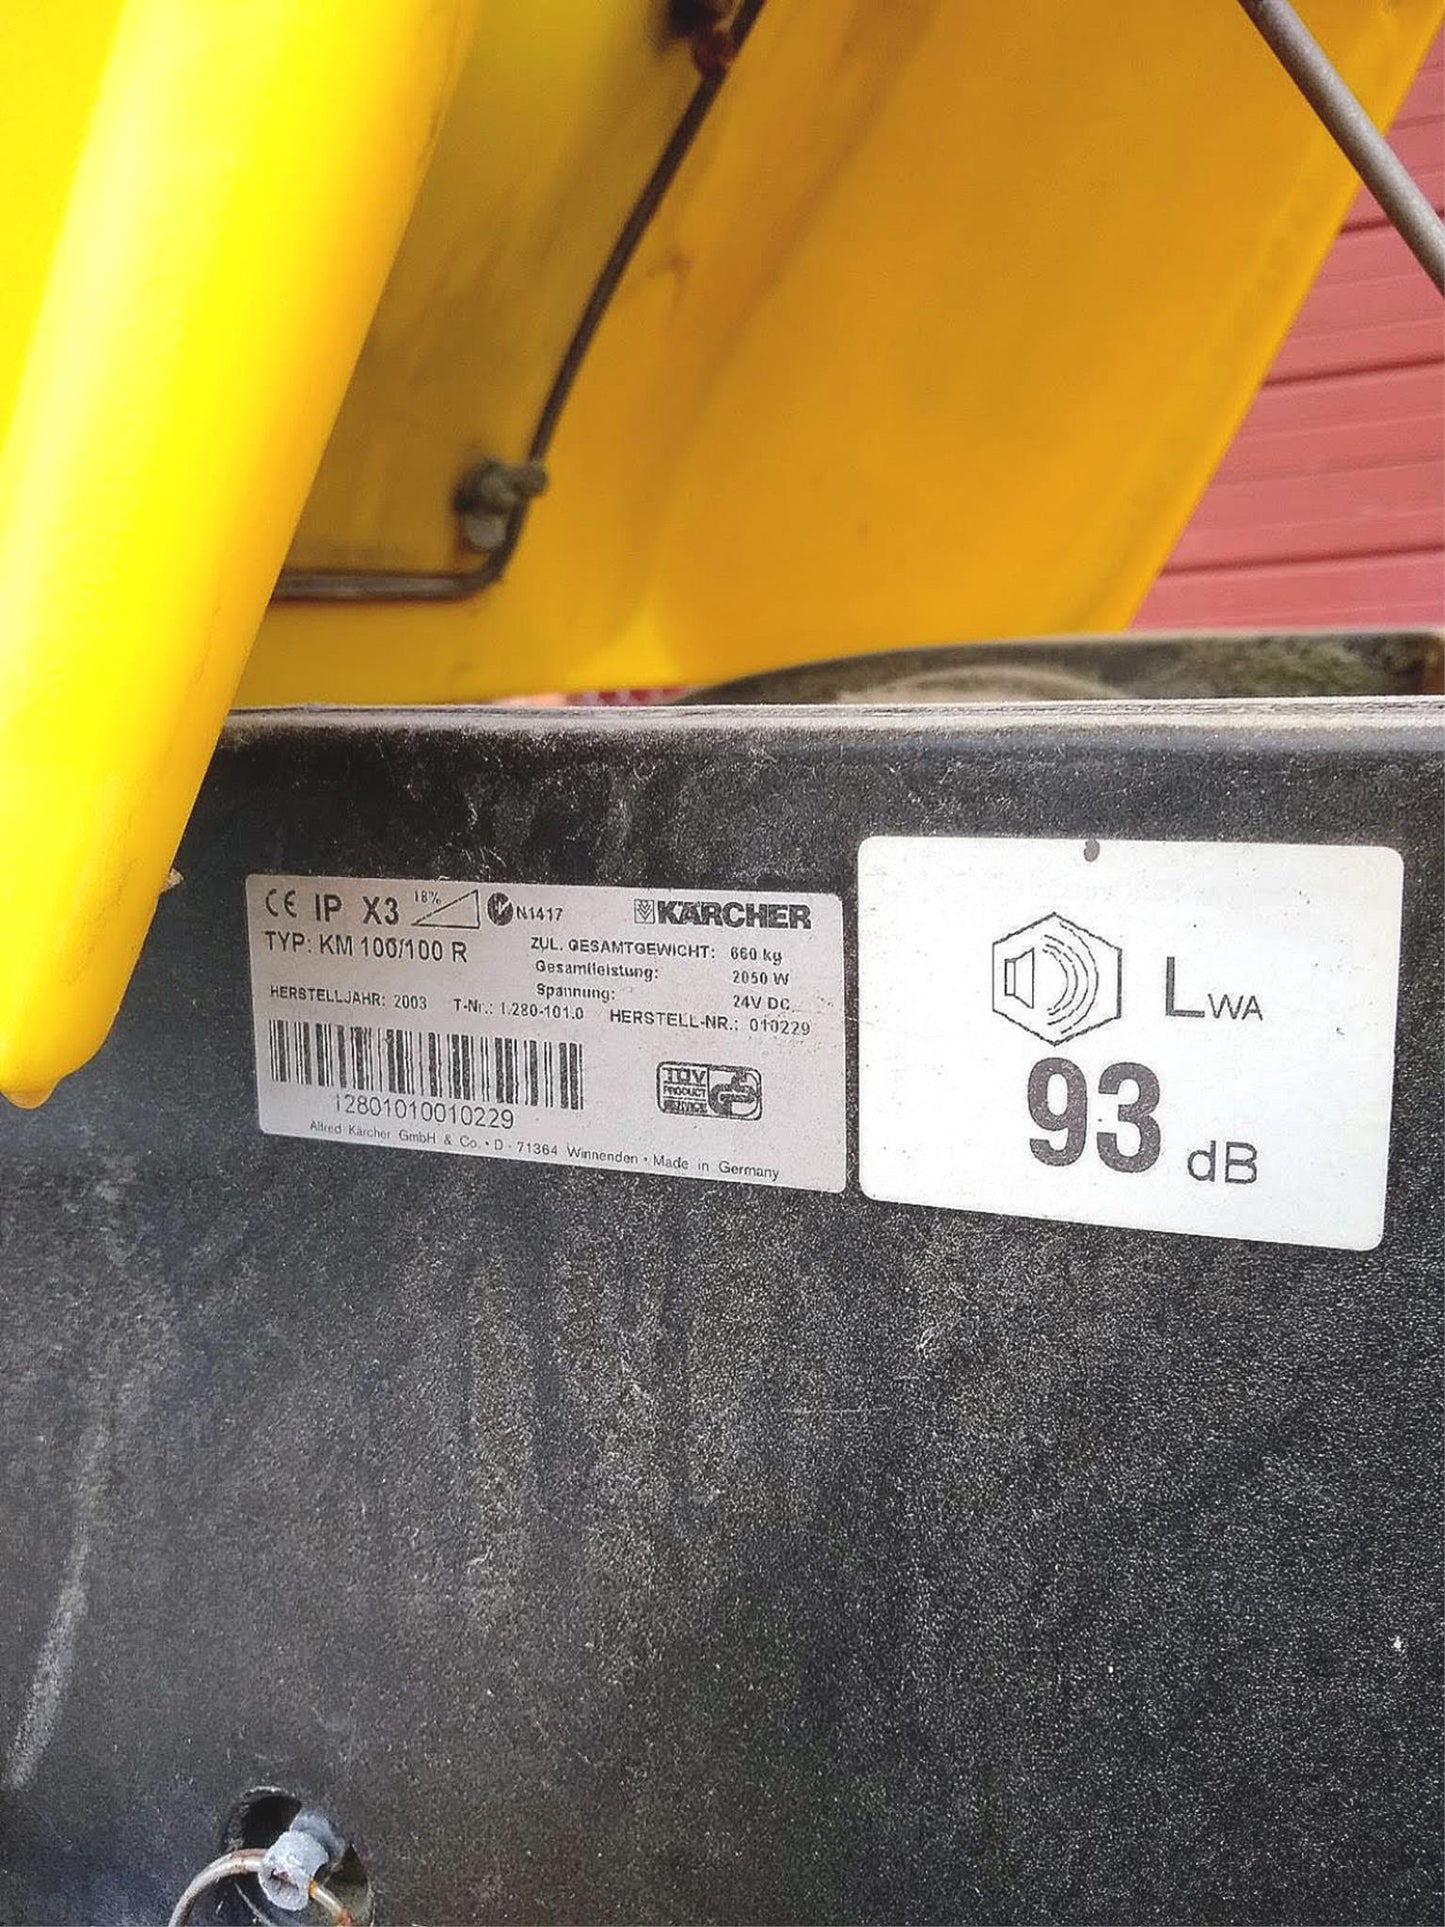 CE IP X3 18% N1417 KÄRCHER
TYP: KM 100/100 R
ZUL. GESAMTGEWICHT: 660 kg
Gesamtleistung: 2050 W
Spannung: 24V DC
HERSTELLJAHR: 2003 T-Nr.: 1.280-101.0 HERSTELL-NR.: 010229
12801010010229
TÜV
PRODUCT
SERVICE
GS
Alfred Kärcher GmbH & Co. • D - 71364 Winnenden • Made in Germany
LWA
93 dB